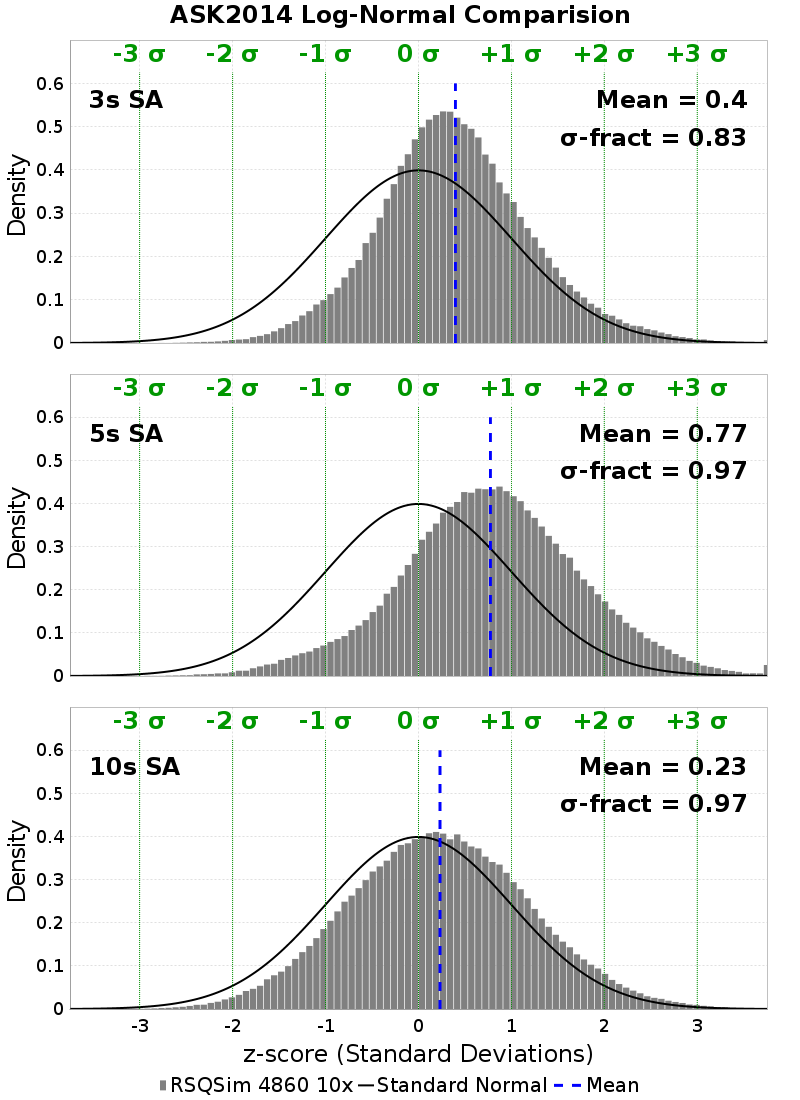 ASK2014 Log-Normal Comparision
-3 σ -2 σ -1 σ 0 σ +1 σ +2 σ +3 σ
3s SA
Mean = 0.4
σ-fract = 0.83
Density
0.6
0.5
0.4
0.3
0.2
0.1
0
-3 σ -2 σ -1 σ 0 σ +1 σ +2 σ +3 σ
5s SA
Mean = 0.77
σ-fract = 0.97
Density
0.6
0.5
0.4
0.3
0.2
0.1
0
-3 σ -2 σ -1 σ 0 σ +1 σ +2 σ +3 σ
10s SA
Mean = 0.23
σ-fract = 0.97
Density
0.6
0.5
0.4
0.3
0.2
0.1
0
-3 -2 -1 0 1 2 3
z-score (Standard Deviations)
RSQSim 4860 10x Standard Normal Mean